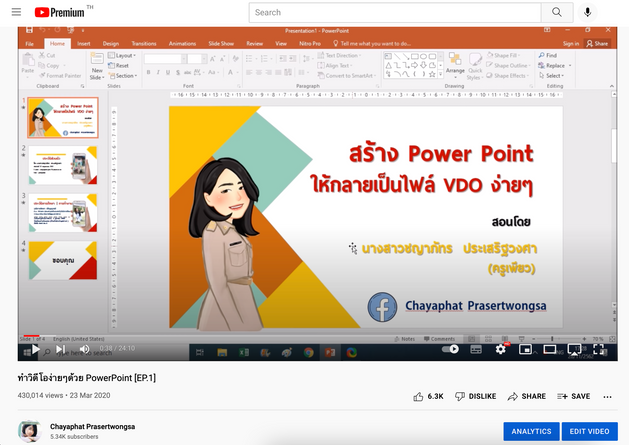 Premium TH
Search
Presentation1 - PowerPoint
File Home Insert Design Transitions Animations Slide Show Review View Nitro Pro Tell me what you want to do... Sign in Share
Cut
Copy
Format Painter
Paste
Clipboard
New Slide
Layout
Reset
Section
Slides
Font
Text Direction
Align Text
Convert to SmartArt
Paragraph
Arrange
Quick Styles
Shape Fill
Shape Outline
Shape Effects
Drawing
Find
Replace
Select
Editing
1
2
3
4
ขอบคุณ
สร้าง Power Point
ให้กลายเป็นไฟล์ VDO ง่ายๆ
สอนโดย
นางสาวชญาภัทร ประเสริฐวงศา
(ครูเพียว)
Chayaphat Prasertwongsa
Slide 1 of 4 English (United States) Notes Comments 70 %
0:38 / 24:10
ทำวิดีโอง่ายๆด้วย PowerPoint [EP.1]
430,014 views • 23 Mar 2020
6.3K DISLIKE SHARE SAVE
Chayaphat Prasertwongsa
5.34K subscribers
ANALYTICS EDIT VIDEO